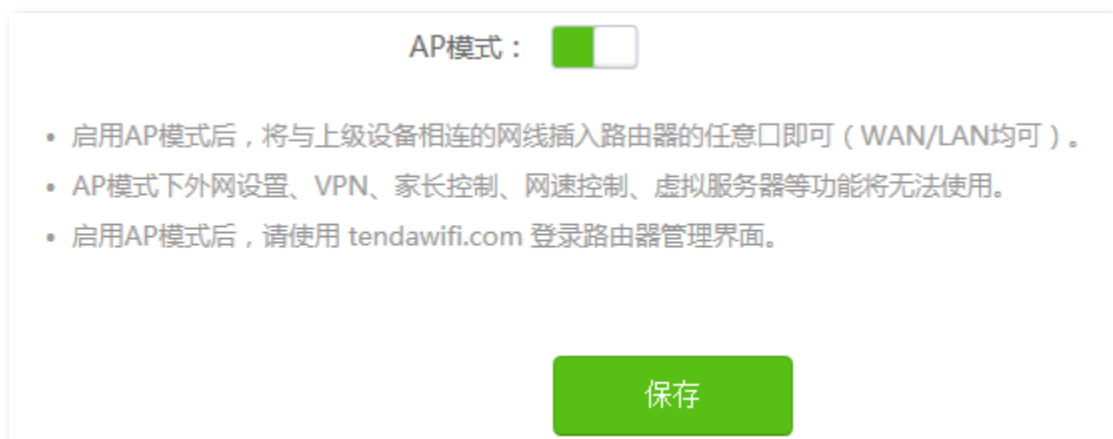 AP模式：
• 启用AP模式后，将与上级设备相连的网线插入路由器的任意口即可（WAN/LAN均可）。
• AP模式下外网设置、VPN、家长控制、网速控制、虚拟服务器等功能将无法使用。
• 启用AP模式后，请使用 tendawifi.com 登录路由器管理界面。
保存